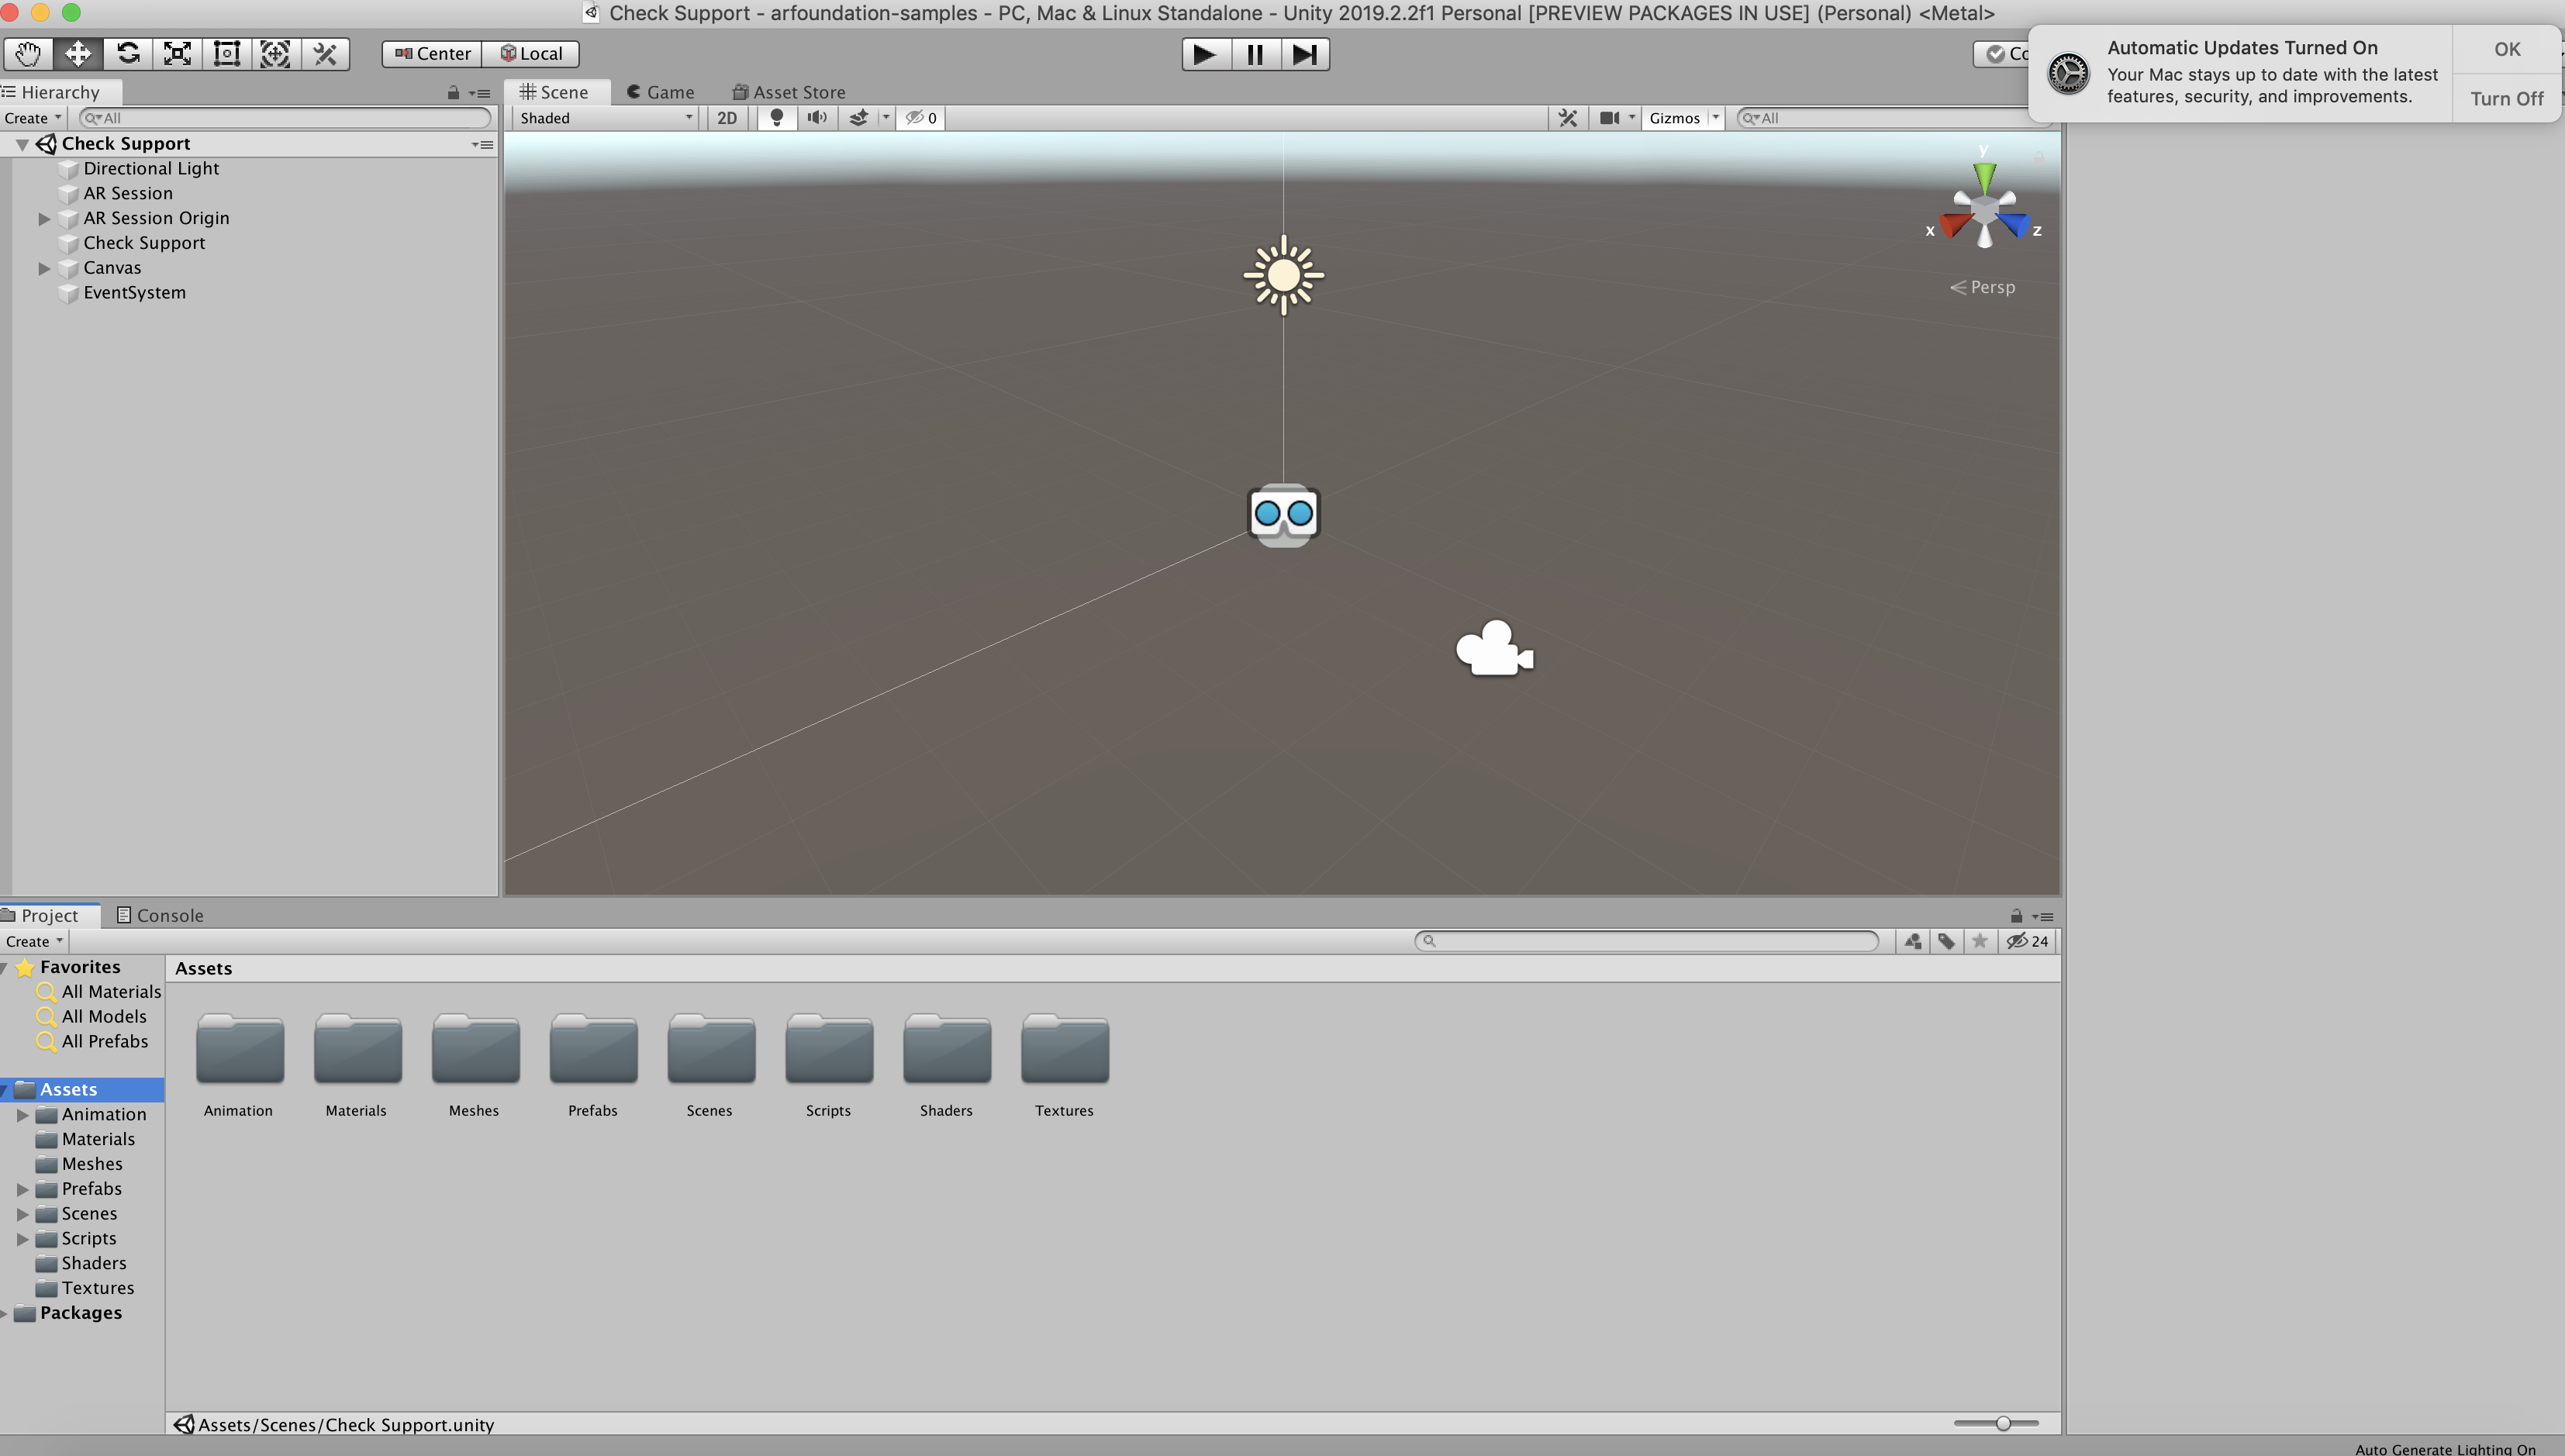 Check Support - arfoundation-samples - PC, Mac & Linux Standalone - Unity 2019.2.2f1 Personal [PREVIEW PACKAGES IN USE] (Personal) <Metal>
Center Local
Automatic Updates Turned On
Your Mac stays up to date with the latest
features, security, and improvements.
OK
Turn Off
Hierarchy
Create All
Check Support
Directional Light
AR Session
AR Session Origin
Check Support
Canvas
EventSystem
Scene Game Asset Store
Shaded 2D 0 Gizmos All
y
x z
Persp
Project Console
Create 24
Favorites
All Materials
All Models
All Prefabs
Assets
Animation
Materials
Meshes
Prefabs
Scenes
Scripts
Shaders
Textures
Packages
Assets
Animation Materials Meshes Prefabs Scenes Scripts Shaders Textures
Assets/Scenes/Check Support.unity
Auto Generate Lighting On